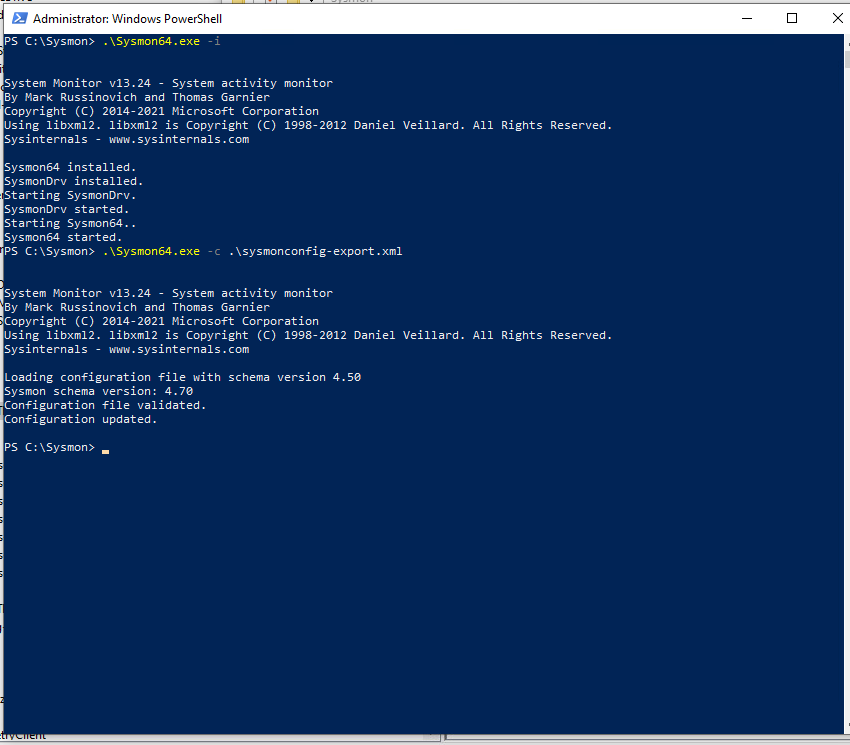 Administrator: Windows PowerShell
PS C:\Sysmon> .\Sysmon64.exe -i
System Monitor v13.24 - System activity monitor
By Mark Russinovich and Thomas Garnier
Copyright (C) 2014-2021 Microsoft Corporation
Using libxml2. libxml2 is Copyright (C) 1998-2012 Daniel Veillard. All Rights Reserved.
Sysinternals - www.sysinternals.com
Sysmon64 installed.
SysmonDrv installed.
Starting SysmonDrv.
SysmonDrv started.
Starting Sysmon64..
Sysmon64 started.
PS C:\Sysmon> .\Sysmon64.exe -c .\sysmonconfig-export.xml
System Monitor v13.24 - System activity monitor
By Mark Russinovich and Thomas Garnier
Copyright (C) 2014-2021 Microsoft Corporation
Using libxml2. libxml2 is Copyright (C) 1998-2012 Daniel Veillard. All Rights Reserved.
Sysinternals - www.sysinternals.com
Loading configuration file with schema version 4.50
Sysmon schema version: 4.70
Configuration file validated.
Configuration updated.
PS C:\Sysmon>